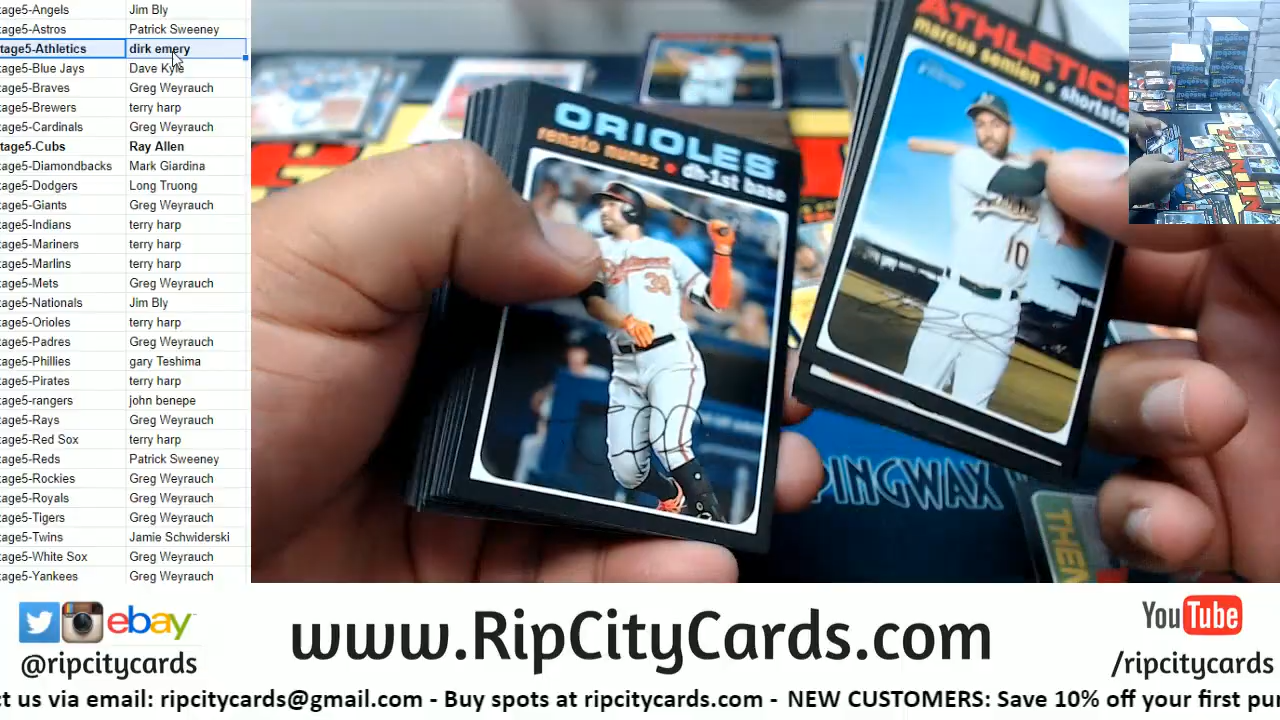 tage5-Angels Jim Bly
tage5-Astros Patrick Sweeney
tage5-Athletics dirk emery
tage5-Blue Jays Dave Kyle
tage5-Braves Greg Weyrauch
tage5-Brewers terry harp
tage5-Cardinals Greg Weyrauch
tage5-Cubs Ray Allen
tage5-Diamondbacks Mark Giardina
tage5-Dodgers Long Truong
tage5-Giants Greg Weyrauch
tage5-Indians terry harp
tage5-Mariners terry harp
tage5-Marlins terry harp
tage5-Mets Greg Weyrauch
tage5-Nationals Jim Bly
tage5-Orioles terry harp
tage5-Padres Greg Weyrauch
tage5-Phillies gary Teshima
tage5-Pirates terry harp
tage5-rangers john benepe
tage5-Rays Greg Weyrauch
tage5-Red Sox terry harp
tage5-Reds Patrick Sweeney
tage5-Rockies Greg Weyrauch
tage5-Royals Greg Weyrauch
tage5-Tigers Greg Weyrauch
tage5-Twins Jamie Schwiderski
tage5-White Sox Greg Weyrauch
tage5-Yankees Greg Weyrauch
ORIOLES
renato nunez • dh-1st base
34
ATHLETICS
marcus semien • shortsto
10
PINGWAX
THEN
ebay
@ripcitycards
www.RipCityCards.com
YouTube
/ripcitycards
ct us via email: ripcitycards@gmail.com - Buy spots at ripcitycards.com - NEW CUSTOMERS: Save 10% off your first pur